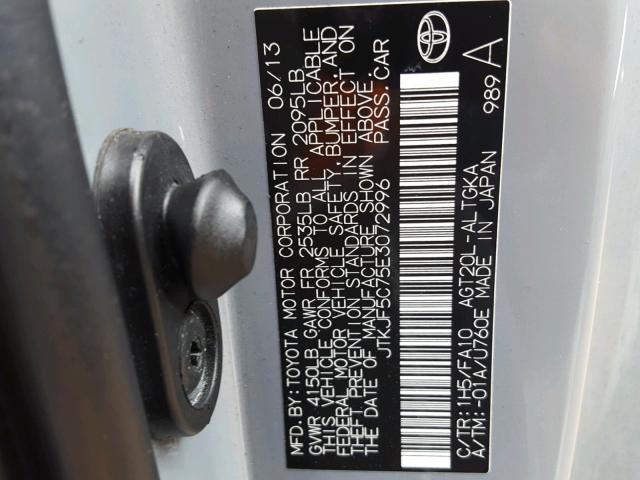 MFD. BY: TOYOTA MOTOR CORPORATION 06/13
GVWR 4150LB GAWR FR 2535LB RR 2095LB
THIS VEHICLE CONFORMS TO ALL APPLICABLE
FEDERAL MOTOR VEHICLE SAFETY, BUMPER, AND
THEFT PREVENTION STANDARDS IN EFFECT ON
THE DATE OF MANUFACTURE SHOWN ABOVE.
JTKJF5C75E3072996 PASS. CAR
C/TR: 1H5/FA10 AGT20L-ALTGKA
A/TM: -01A/U760E MADE IN JAPAN
989 A